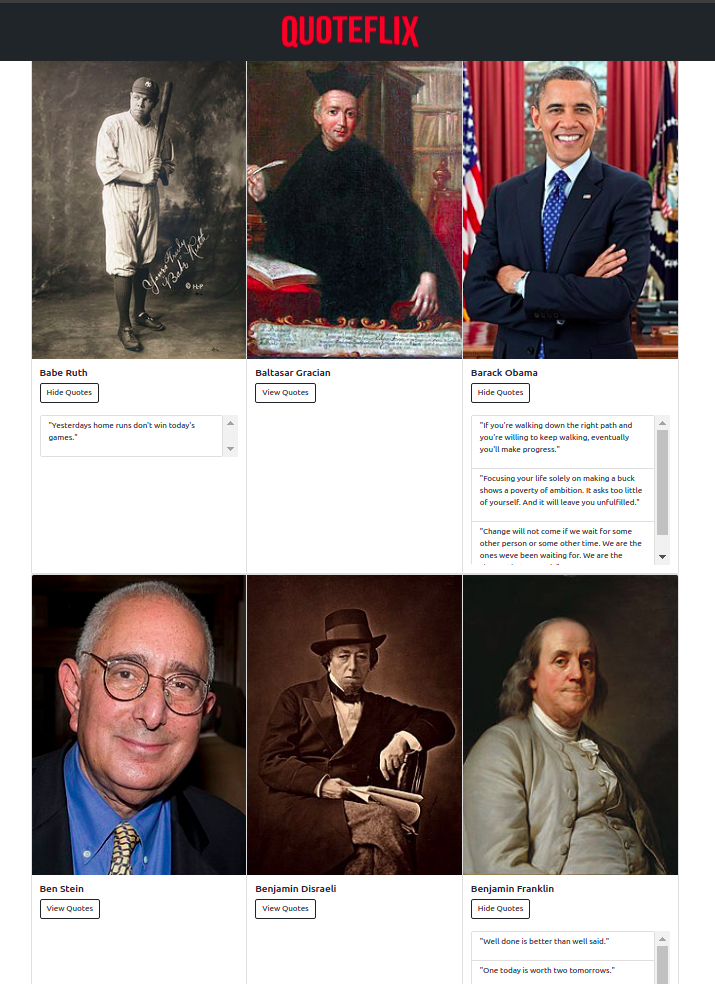 QUOTEFLIX
Yours Truly
"Babe" Ruth
Babe Ruth
Hide Quotes
"Yesterdays home runs don't win today's
games."
Baltasar Gracian
View Quotes
Barack Obama
Hide Quotes
"If you're walking down the right path and
you're willing to keep walking, eventually
you'll make progress."
"Focusing your life solely on making a buck
shows a poverty of ambition. It asks too little
of yourself. And it will leave you unfulfilled."
"Change will not come if we wait for some
other person or some other time. We are the
ones weve been waiting for. We are the
Ben Stein
View Quotes
Benjamin Disraeli
View Quotes
Benjamin Franklin
Hide Quotes
"Well done is better than well said."
"One today is worth two tomorrows."